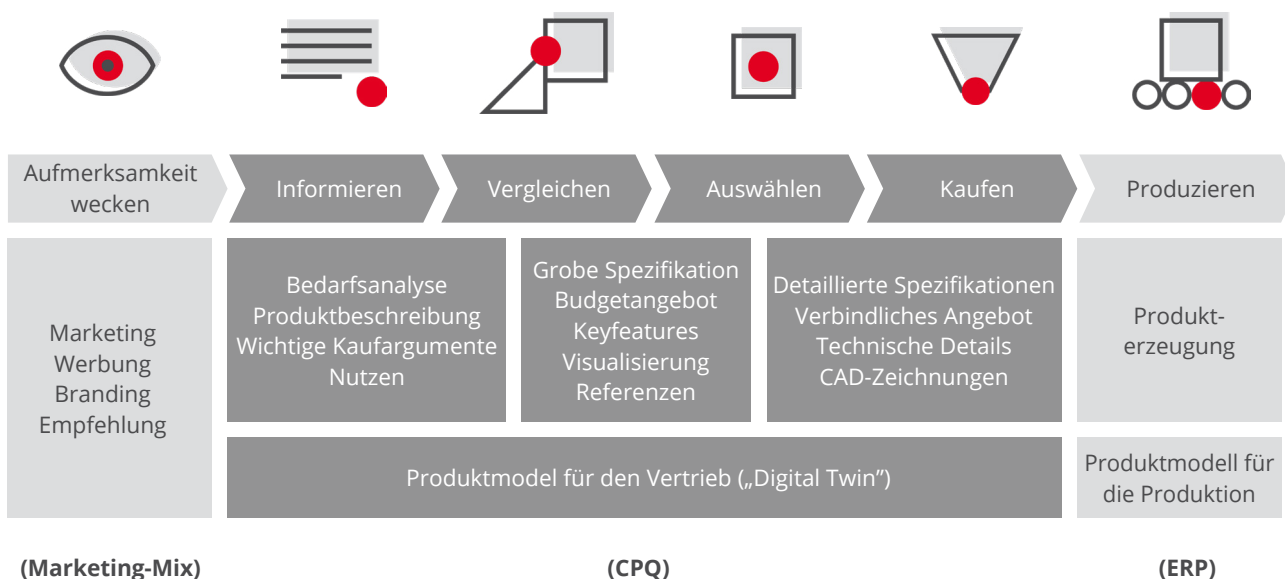 Aufmerksamkeit
wecken
Informieren
Vergleichen
Auswählen
Kaufen
Produzieren
Marketing
Werbung
Branding
Empfehlung
Bedarfsanalyse
Produktbeschreibung
Wichtige Kaufargumente
Nutzen
Grobe Spezifikation
Budgetangebot
Keyfeatures
Visualisierung
Referenzen
Detaillierte Spezifikationen
Verbindliches Angebot
Technische Details
CAD-Zeichnungen
Produkt-
erzeugung
Produktmodel für den Vertrieb („Digital Twin”)
Produktmodell für
die Produktion
(Marketing-Mix)
(CPQ)
(ERP)